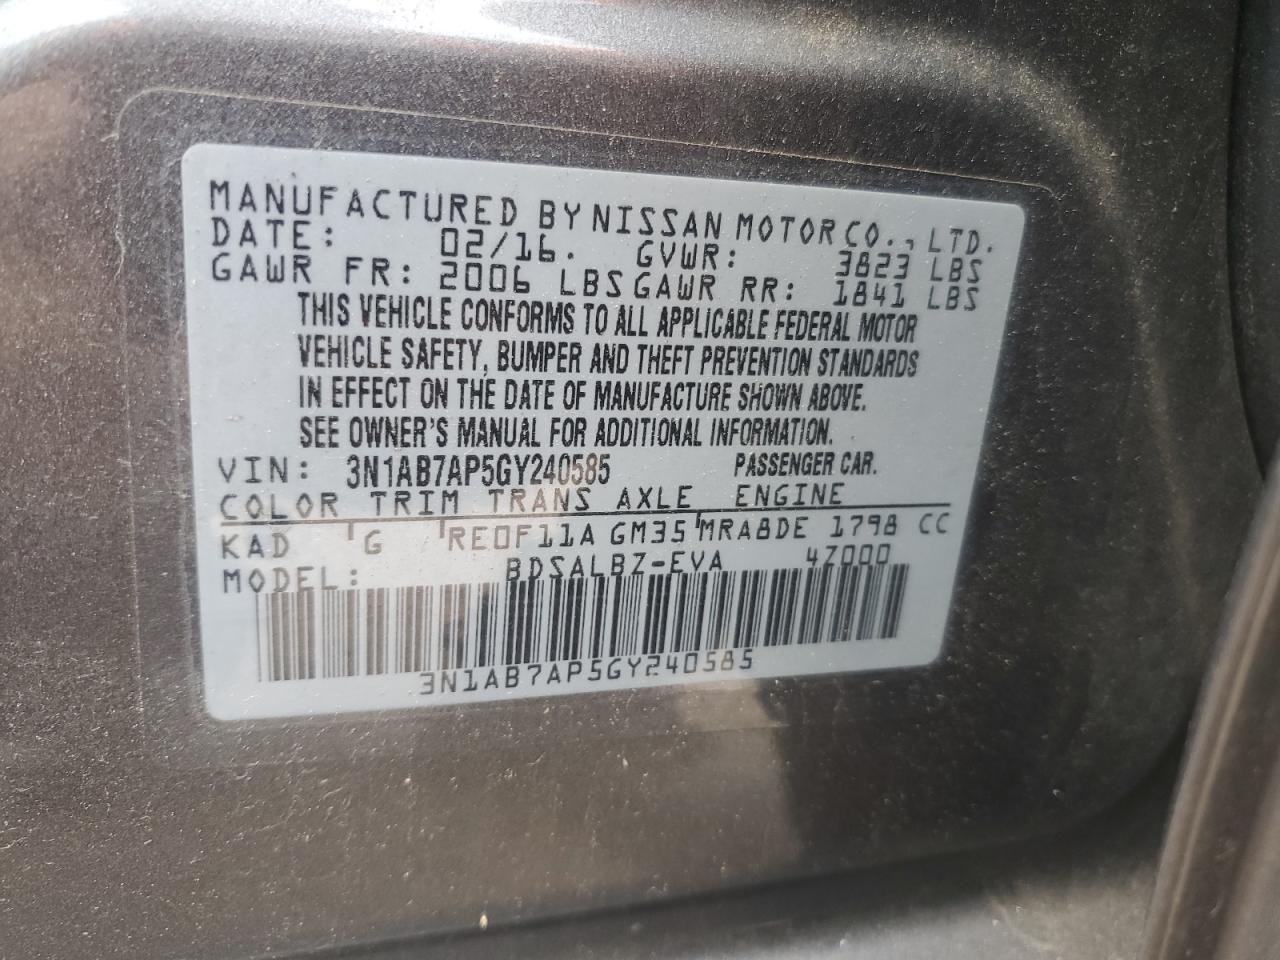 MANUFACTURED BY NISSAN MOTOR CO., LTD.
DATE: 02/16. GVWR: 3823 LBS
GAWR FR: 2006 LBS GAWR RR: 1841 LBS
THIS VEHICLE CONFORMS TO ALL APPLICABLE FEDERAL MOTOR
VEHICLE SAFETY, BUMPER AND THEFT PREVENTION STANDARDS
IN EFFECT ON THE DATE OF MANUFACTURE SHOWN ABOVE.
SEE OWNER'S MANUAL FOR ADDITIONAL INFORMATION.
VIN: 3N1AB7AP5GY240585 PASSENGER CAR.
COLOR TRIM TRANS AXLE ENGINE
KAD G RE0F11A GM35 MRA8DE 1798 CC
MODEL: BDSALBZ-EVA 4Z000
3N1AB7AP5GY240585